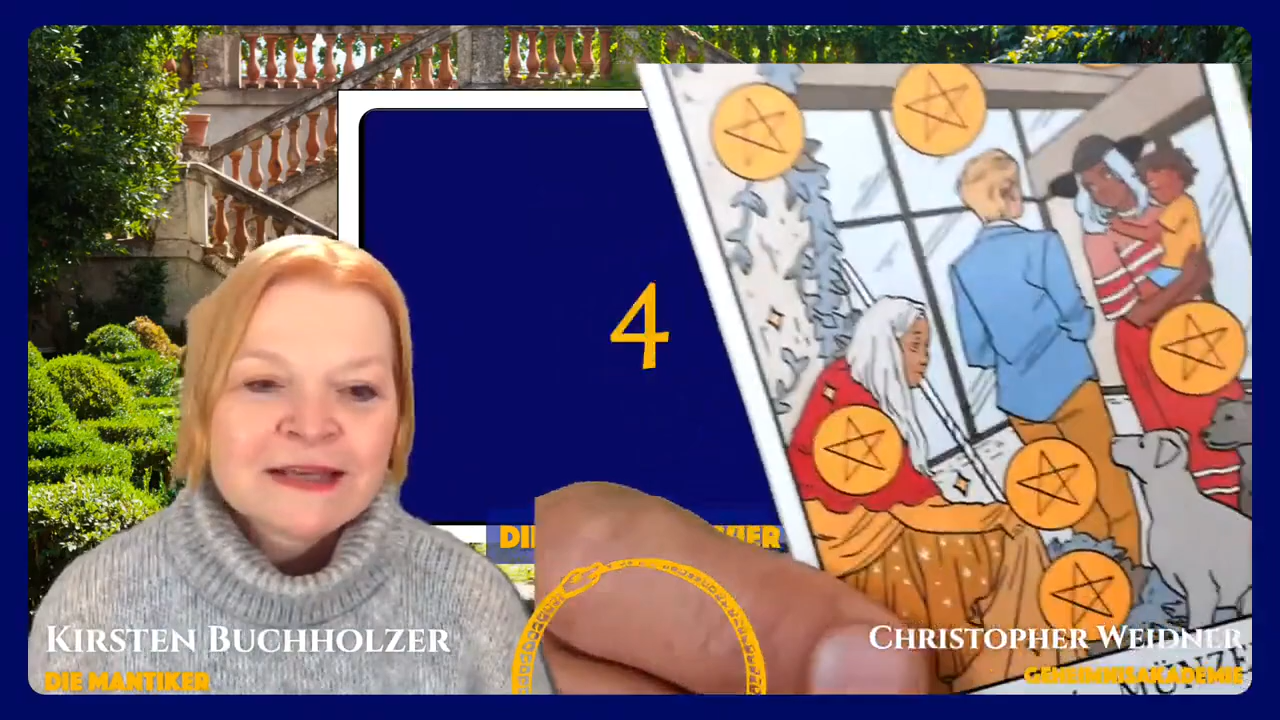 4
KIRSTEN BUCHHOLZER
DIE MANTIKER
CHRISTOPHER WEIDNER
GEHEIMNISAKADEMIE